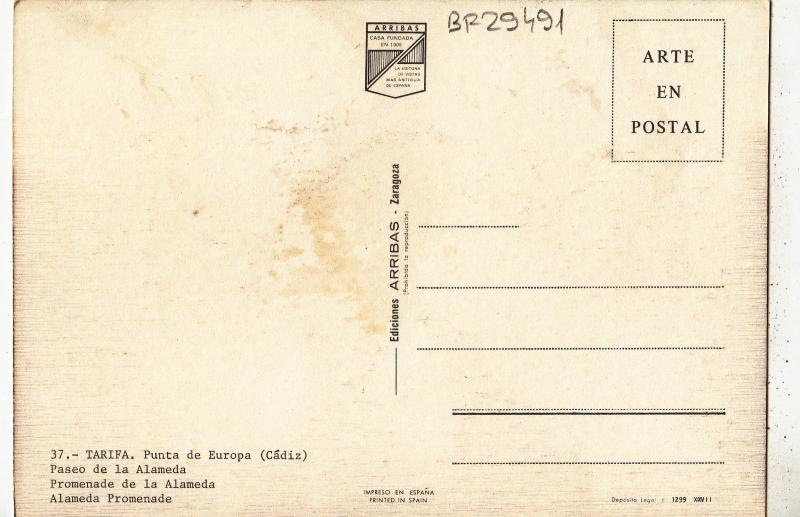 BR29491
ARRIBAS
CASA FUNDADA
EN 1905
LA EDITORA
DE VISTAS
MAS ANTIGUA
DE ESPAÑA
ARTE
EN
POSTAL
Ediciones ARRIBAS - Zaragoza
(Prohibida la reproducción)
37.- TARIFA. Punta de Europa (Cádiz)
Paseo de la Alameda
Promenade de la Alameda
Alameda Promenade
IMPRESO EN ESPAÑA
PRINTED IN SPAIN
Depósito Legal : 1299 XXVII